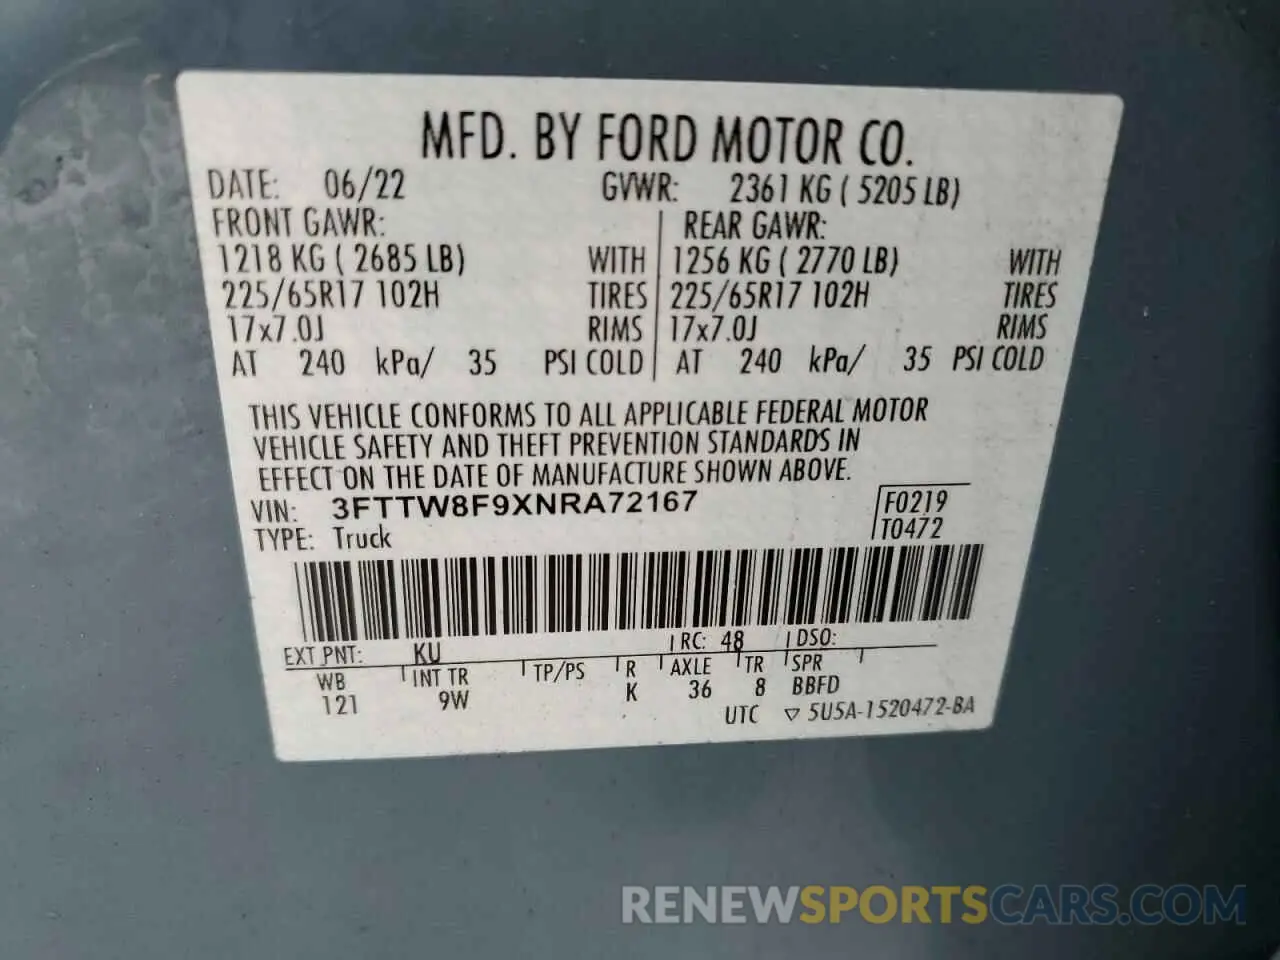 MFD. BY FORD MOTOR CO.
DATE: 06/22 GVWR: 2361 KG ( 5205 LB)
FRONT GAWR: REAR GAWR:
1218 KG ( 2685 LB) WITH 1256 KG ( 2770 LB) WITH
225/65R17 102H TIRES 225/65R17 102H TIRES
17x7.0J RIMS 17x7.0J RIMS
AT 240 kPa/ 35 PSI COLD AT 240 kPa/ 35 PSI COLD
THIS VEHICLE CONFORMS TO ALL APPLICABLE FEDERAL MOTOR
VEHICLE SAFETY AND THEFT PREVENTION STANDARDS IN
EFFECT ON THE DATE OF MANUFACTURE SHOWN ABOVE.
VIN: 3FTTW8F9XNRA72167 F0219
TYPE: Truck T0472
EXT PNT: KU RC: 48 DSO:
WB INT TR TP/PS R AXLE TR SPR
121 9W K 36 8 BBFD
UTC ▽ 5U5A-1520472-BA
RENEWSPORTSCARS.COM